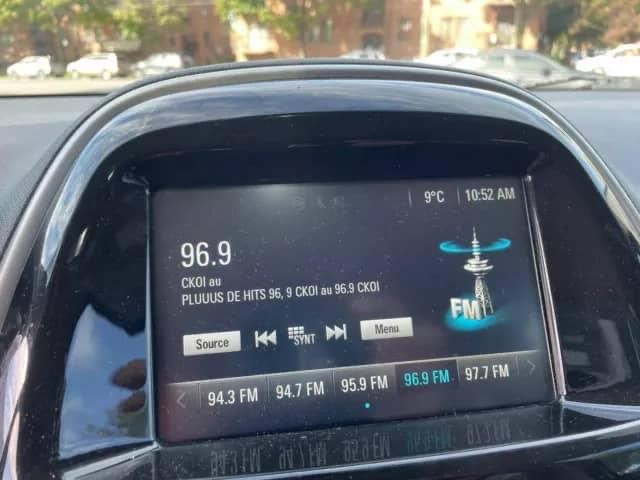 9°C 10:52 AM
96.9
CKOI au
PLUUUS DE HITS 96, 9 CKOI au 96.9 CKOI
FM
Source SYNT Menu
94.3 FM 94.7 FM 95.9 FM 96.9 FM 97.7 FM